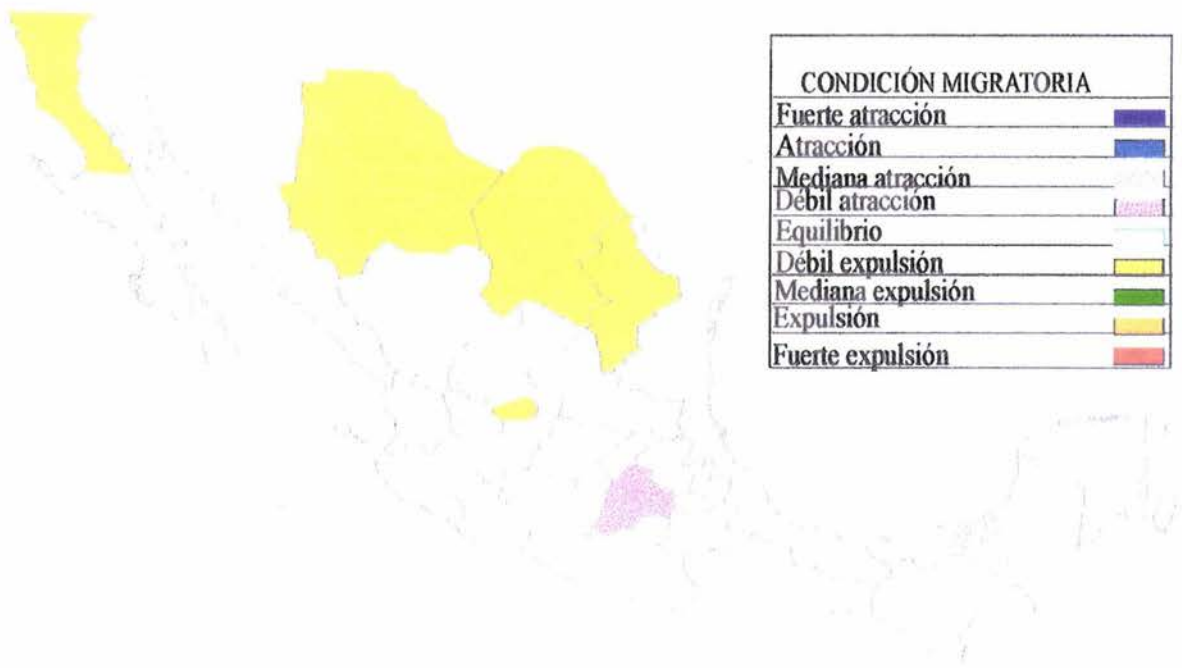 CONDICIÓN MIGRATORIA
Fuerte atracción
Atracción
Mediana atracción
Débil atracción
Equilibrio
Débil expulsión
Mediana expulsión
Expulsión
Fuerte expulsión